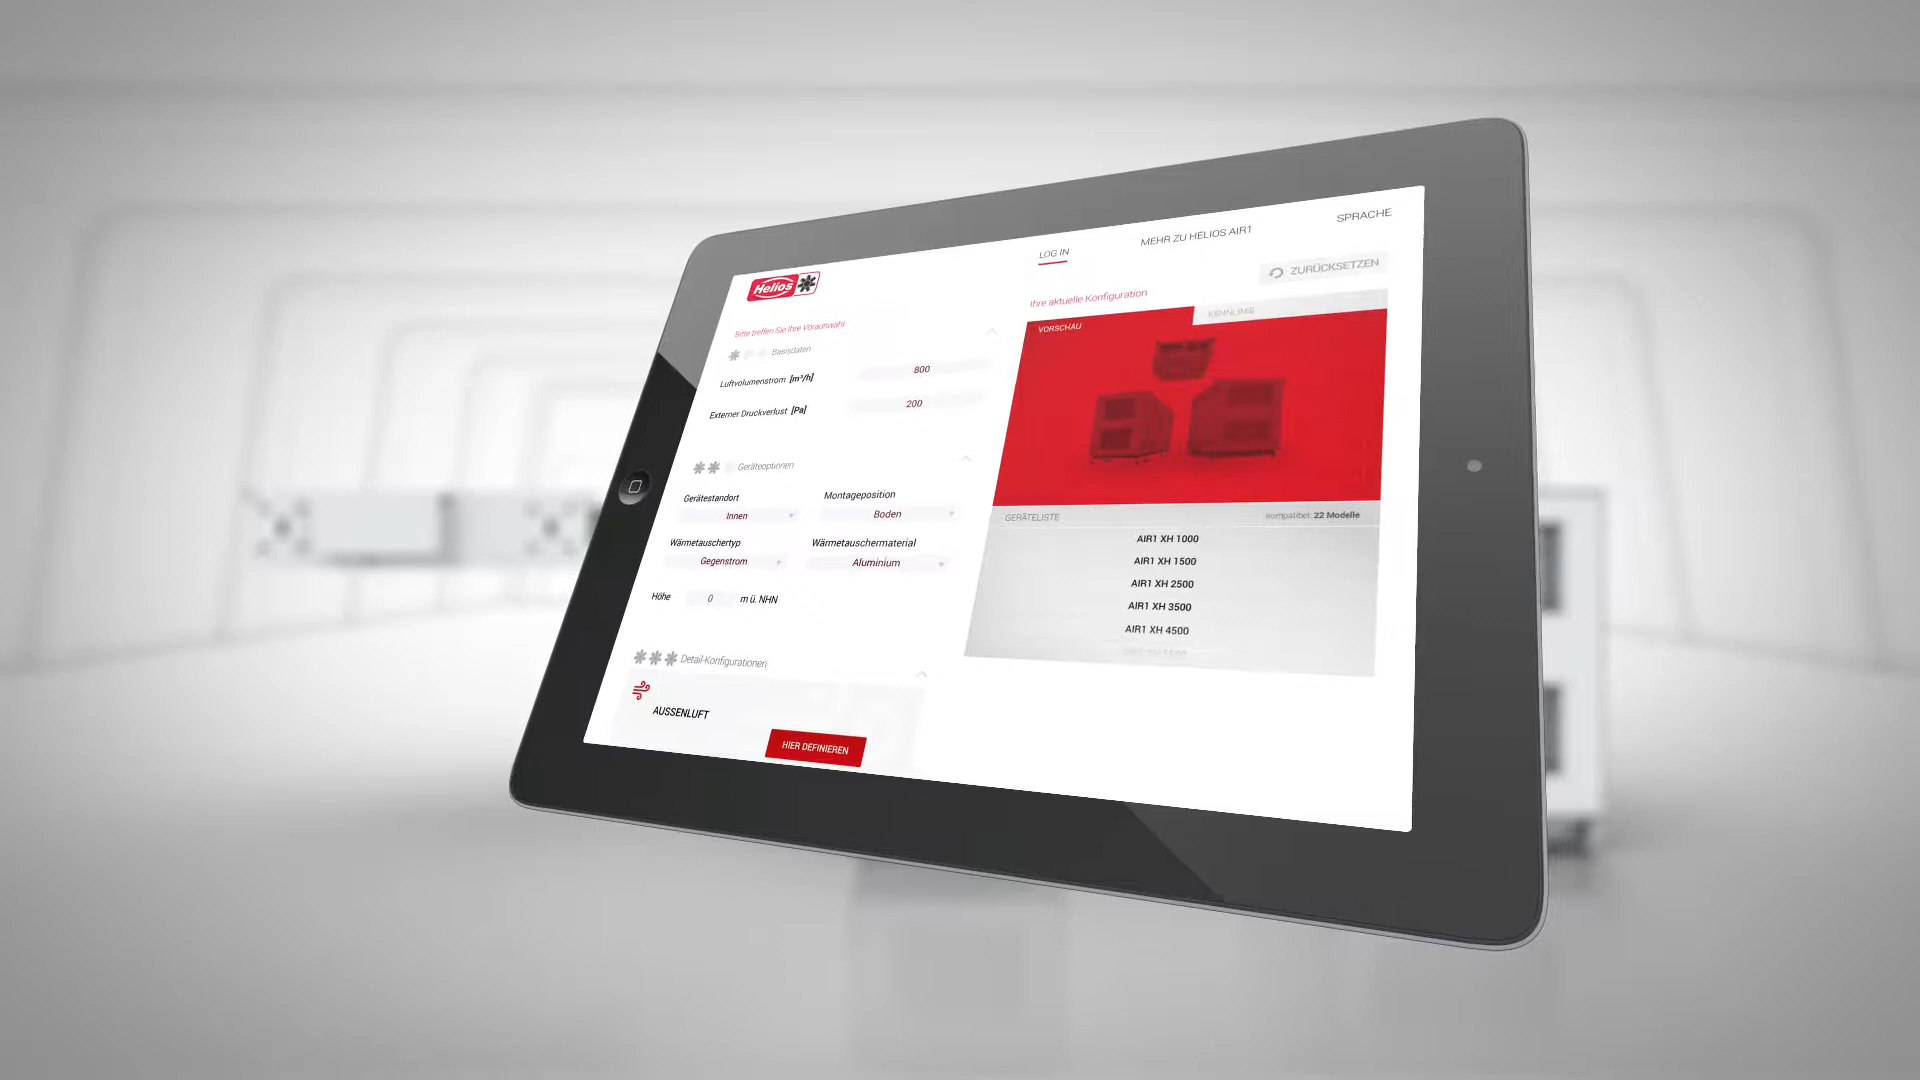 LOG IN
MEHR ZU HELIOS AIR1
SPRACHE
Helios
ZURÜCKSETZEN
Bitte treffen Sie Ihre Vorauswahl
Basisdaten
Luftvolumenstrom [m³/h]
800
Externer Druckverlust [Pa]
200
Geräteoptionen
Gerätestandort
Montageposition
Innen
Boden
Wärmetauschertyp
Wärmetauschermaterial
Gegenstrom
Aluminium
Höhe 0 m ü. NHN
Detail-Konfigurationen
AUSSENLUFT
HIER DEFINIEREN
Ihre aktuelle Konfiguration
VORSCHAU
KENNLINIE
GERÄTELISTE
kompatibel: 22 Modelle
AIR1 XH 1000
AIR1 XH 1500
AIR1 XH 2500
AIR1 XH 3500
AIR1 XH 4500
AIR1 XH 5500